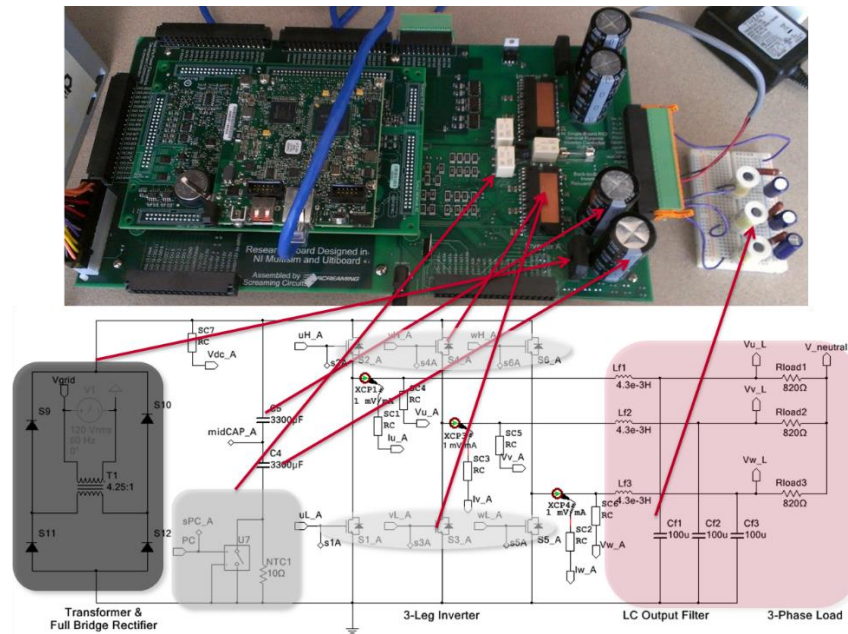 Research Board Designed in
NI Multisim and Ultiboard
Assembled by
Screaming Circuits
SCREAMING
SC7
RC
Vdc_A
uH_A
uH_A
wH_A
s2A
S2_A
s4A
S4_A
s6A
S6_A
Vu_L
V_neutral
Vgrid
V1
120 Vrms
60 Hz
0°
S9
S10
T1
4.25:1
S11
S12
C5
3300µF
midCAP_A
C4
3300µF
XCP1
1 mV/mA
SC4
RC
SC1
RC
Vu_A
Iu_A
XCP3
1 mV/mA
SC5
RC
SC3
RC
Vv_A
Iv_A
XCP4
1 mV/mA
SC6
RC
SC2
RC
Vw_A
Iw_A
Lf1
4.3e-3H
Rload1
820Ω
Vv_L
Lf2
4.3e-3H
Rload2
820Ω
Vw_L
Lf3
4.3e-3H
Rload3
820Ω
sPC_A
PC
U7
NTC1
10Ω
uL_A
vL_A
wL_A
s1A
S1_A
s3A
S3_A
s5A
S5_A
Cf1
100u
Cf2
100u
Cf3
100u
Transformer &
Full Bridge Rectifier
3-Leg Inverter
LC Output Filter
3-Phase Load